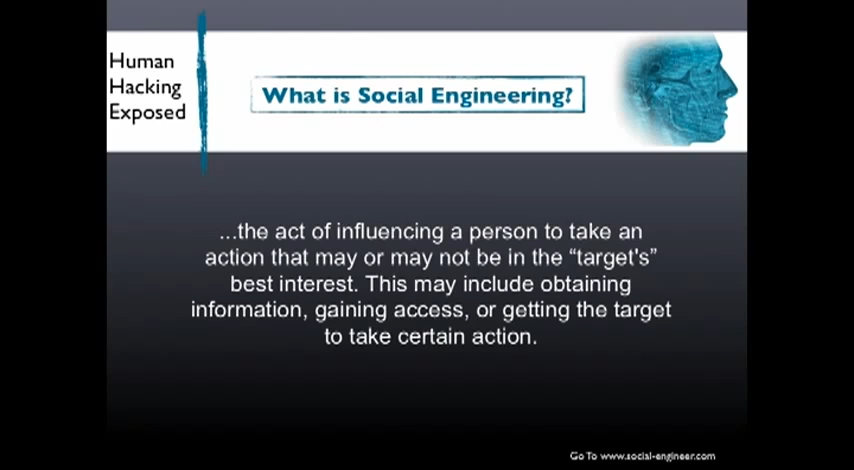 Human
Hacking
Exposed
What is Social Engineering?
...the act of influencing a person to take an
action that may or may not be in the “target's”
best interest. This may include obtaining
information, gaining access, or getting the target
to take certain action.
Go To www.social-engineer.com